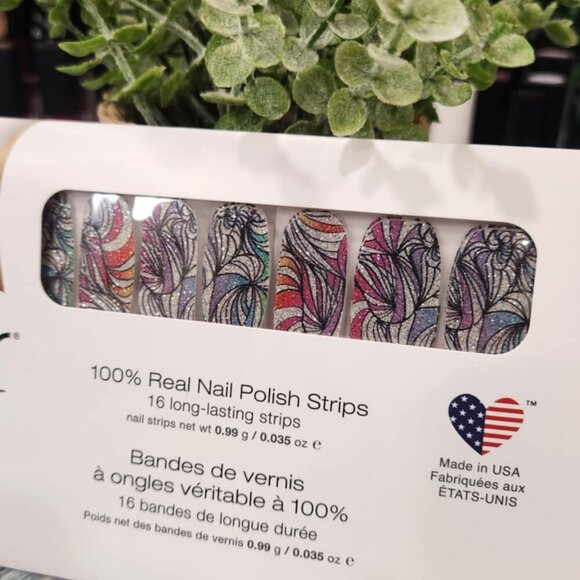 100% Real Nail Polish Strips
16 long-lasting strips
nail strips net wt 0.99 g / 0.035 oz ℮
Bandes de vernis
à ongles véritable à 100%
16 bandes de longue durée
Poids net des bandes de vernis 0.99 g / 0.035 oz ℮
®
TM
Made in USA
Fabriquées aux
ÉTATS-UNIS